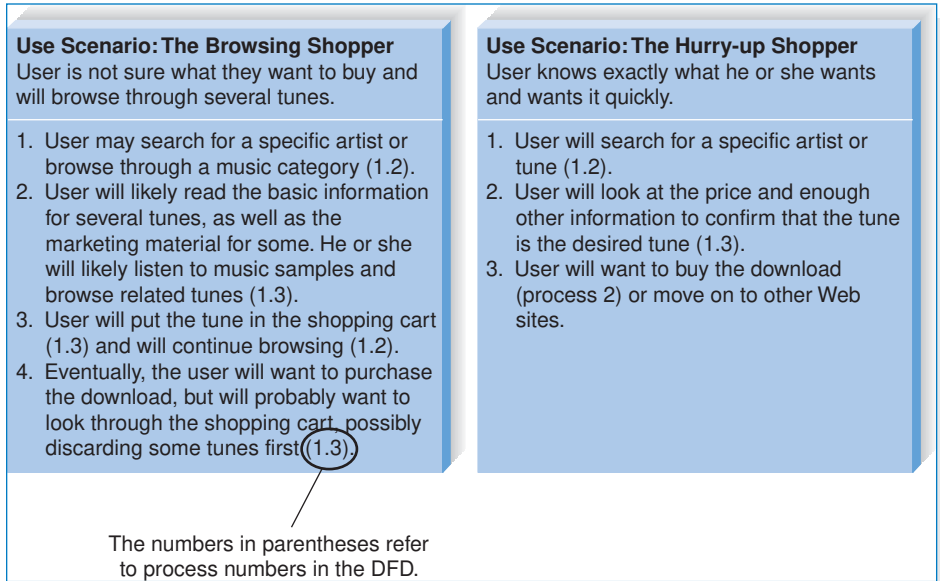 Use Scenario: The Browsing Shopper
User is not sure what they want to buy and
will browse through several tunes.
1. User may search for a specific artist or
browse through a music category (1.2).
2. User will likely read the basic information
for several tunes, as well as the
marketing material for some. He or she
will likely listen to music samples and
browse related tunes (1.3).
3. User will put the tune in the shopping cart
(1.3) and will continue browsing (1.2).
4. Eventually, the user will want to purchase
the download, but will probably want to
look through the shopping cart, possibly
discarding some tunes first (1.3).
Use Scenario: The Hurry-up Shopper
User knows exactly what he or she wants
and wants it quickly.
1. User will search for a specific artist or
tune (1.2).
2. User will look at the price and enough
other information to confirm that the tune
is the desired tune (1.3).
3. User will want to buy the download
(process 2) or move on to other Web
sites.
The numbers in parentheses refer
to process numbers in the DFD.